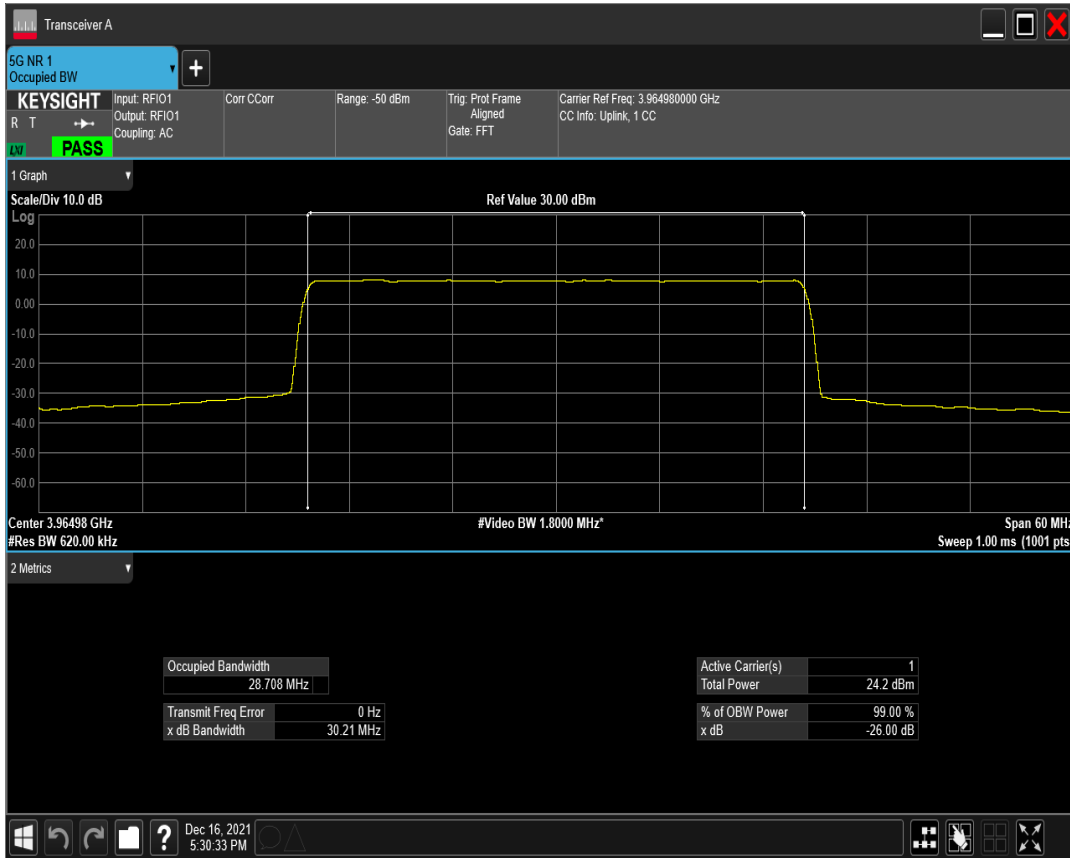 Transceiver A
5G NR 1
Occupied BW
KEYSIGHT
R T
LXI
PASS
Input: RFIO1
Output: RFIO1
Coupling: AC
Corr CCorr
Range: -50 dBm
Trig: Prot Frame
Aligned
Gate: FFT
Carrier Ref Freq: 3.964980000 GHz
CC Info: Uplink, 1 CC
1 Graph
Scale/Div 10.0 dB
Ref Value 30.00 dBm
Log
20.0
10.0
0.00
-10.0
-20.0
-30.0
-40.0
-50.0
-60.0
Center 3.96498 GHz
#Video BW 1.8000 MHz*
Span 60 MHz
#Res BW 620.00 kHz
Sweep 1.00 ms (1001 pts
2 Metrics
Occupied Bandwidth
28.708 MHz
Transmit Freq Error 0 Hz
x dB Bandwidth 30.21 MHz
Active Carrier(s) 1
Total Power 24.2 dBm
% of OBW Power 99.00 %
x dB -26.00 dB
?
Dec 16, 2021
5:30:33 PM